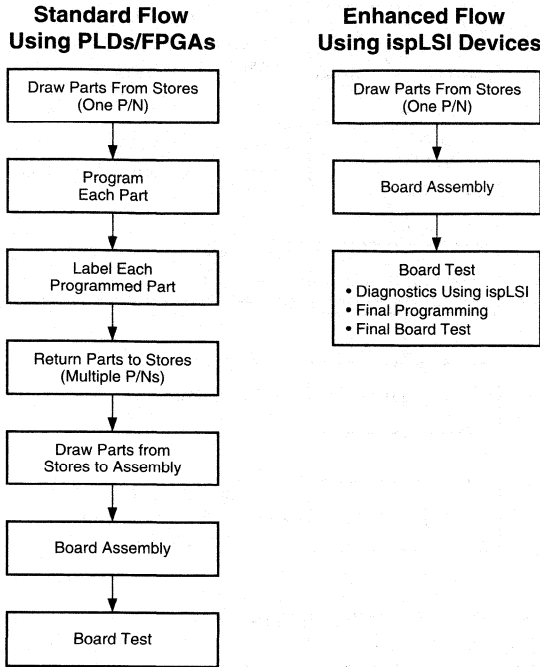 Standard Flow
Using PLDs/FPGAs
Draw Parts From Stores
(One P/N)
Program
Each Part
Label Each
Programmed Part
Return Parts to Stores
(Multiple P/Ns)
Draw Parts from
Stores to Assembly
Board Assembly
Board Test
Enhanced Flow
Using ispLSI Devices
Draw Parts From Stores
(One P/N)
Board Assembly
Board Test
• Diagnostics Using ispLSI
• Final Programming
• Final Board Test